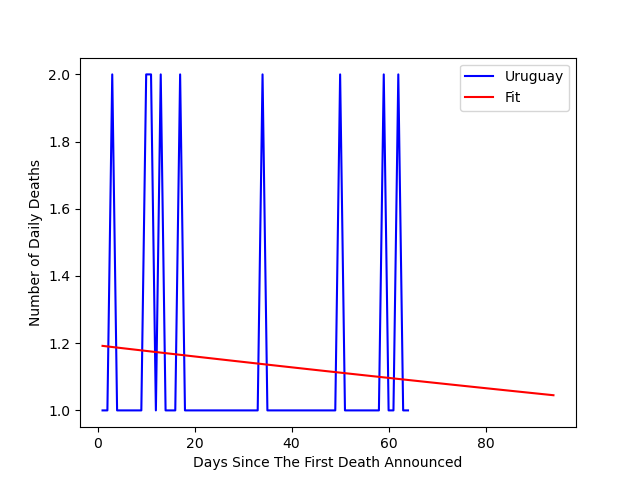 Uruguay
Fit
2.0
1.8
1.6
1.4
1.2
1.0
Number of Daily Deaths
0 20 40 60 80
Days Since The First Death Announced